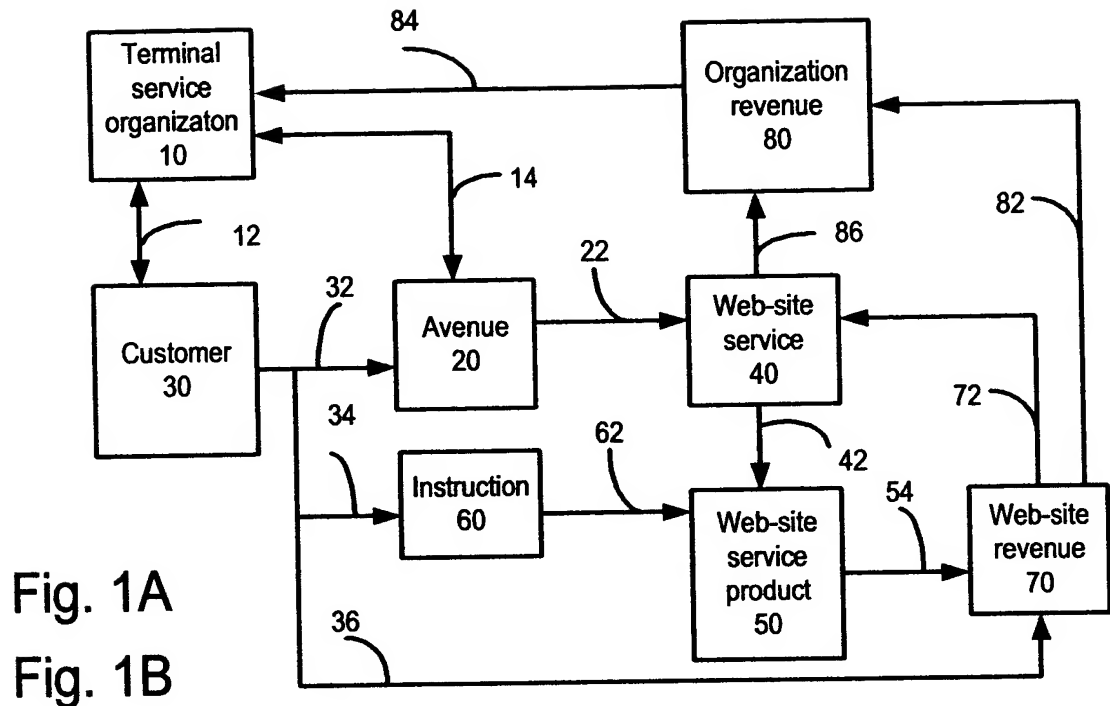 84
Terminal
service
organizaton
10
Organization
revenue
80
14
12
82
86
22
32
Customer
30
Avenue
20
Web-site
service
40
72
34
62
42
54
Instruction
60
Web-site
service
product
50
Web-site
revenue
70
36
Fig. 1A
Fig. 1B